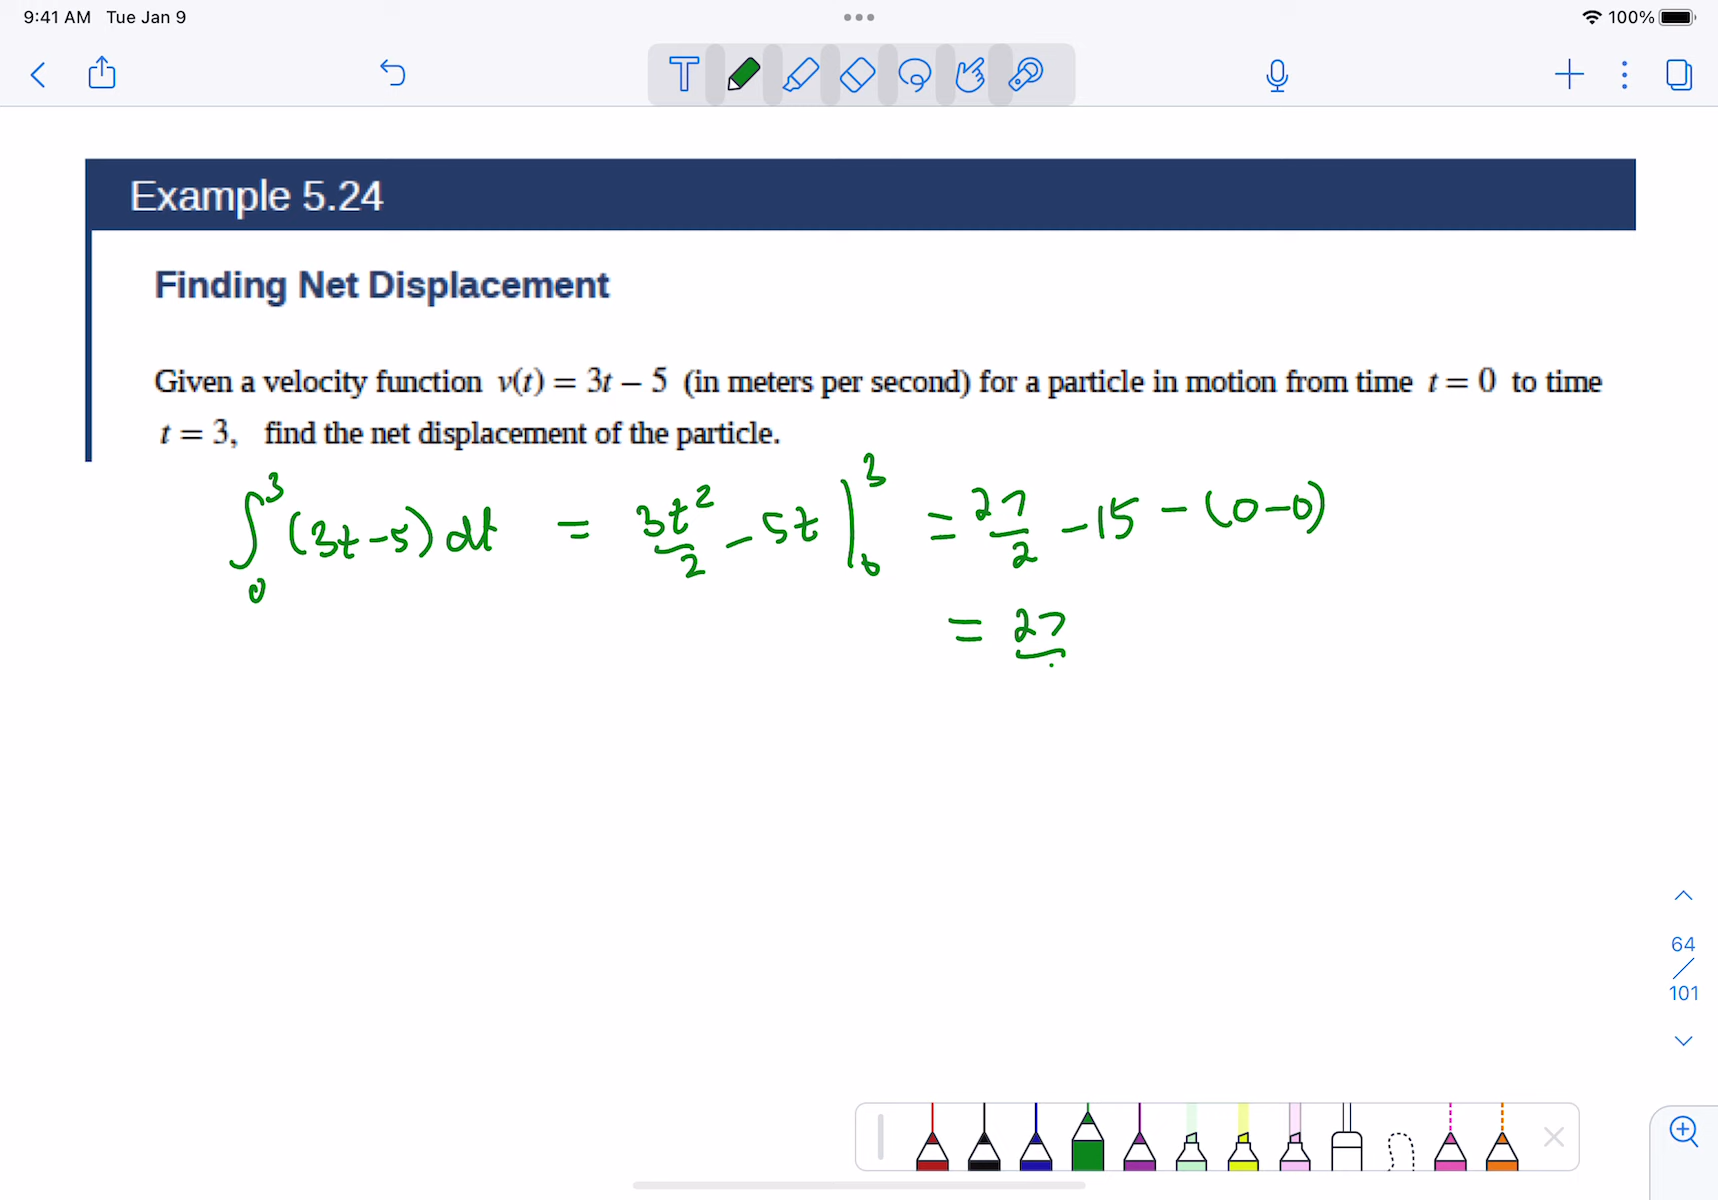 9:41 AM Tue Jan 9
100%
Example 5.24
Finding Net Displacement
Given a velocity function v(t) = 3t − 5 (in meters per second) for a particle in motion from time t = 0 to time
t = 3, find the net displacement of the particle.
∫₀³ (3t − 5) dt = 3t²/2 − 5t |₀³ = 27/2 − 15 − (0 − 0)
= 27
64
/
101